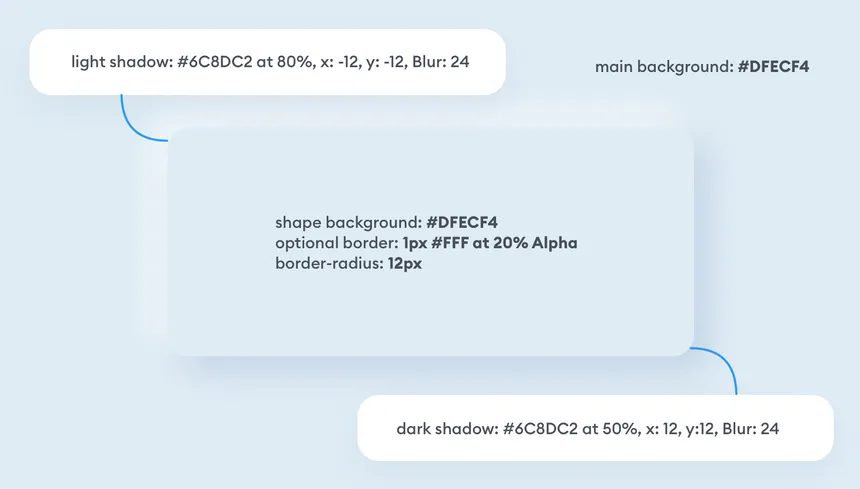 light shadow: #6C8DC2 at 80%, x: -12, y: -12, Blur: 24
main background: #DFECF4
shape background: #DFECF4
optional border: 1px #FFF at 20% Alpha
border-radius: 12px
dark shadow: #6C8DC2 at 50%, x: 12, y:12, Blur: 24